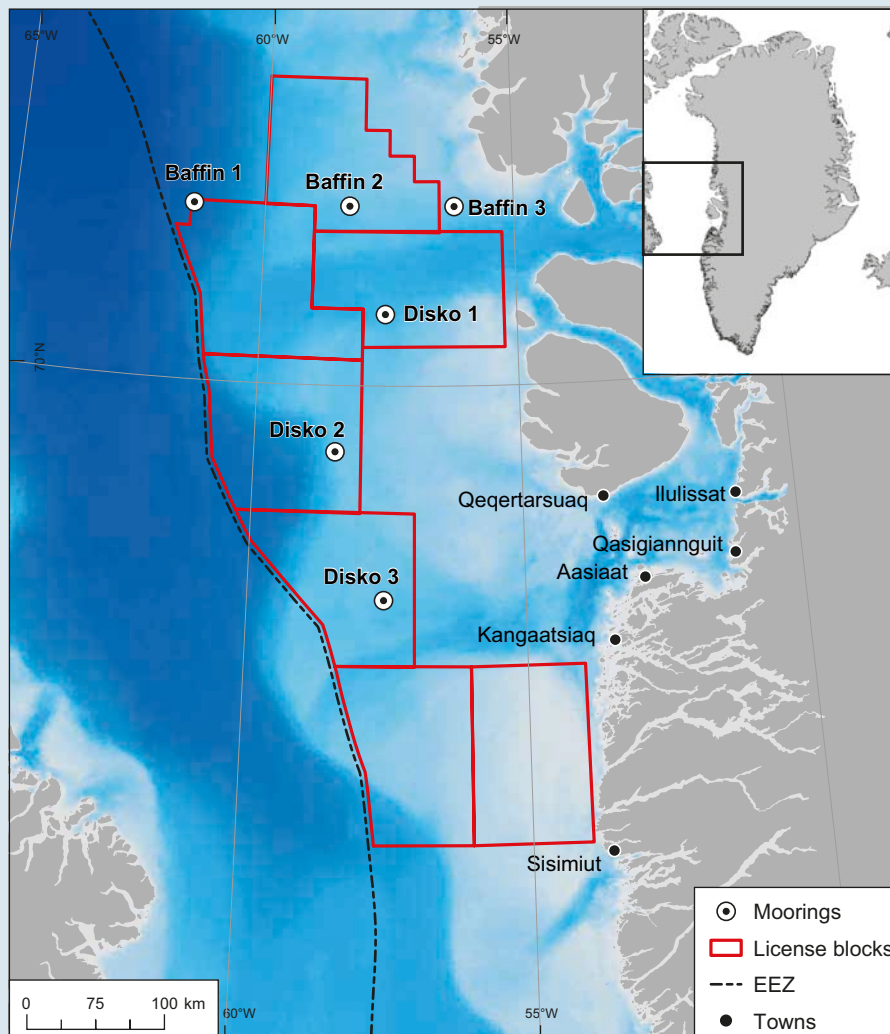 65°W
60°W
55°W
Baffin 1
Baffin 2
Baffin 3
Disko 1
70°N
Disko 2
Qeqertarsuaq
Ilulissat
Qasigiannguit
Aasiaat
Disko 3
Kangaatsiaq
Sisimiut
Moorings
License blocks
EEZ
Towns
0 75 100 km
60°W
55°W